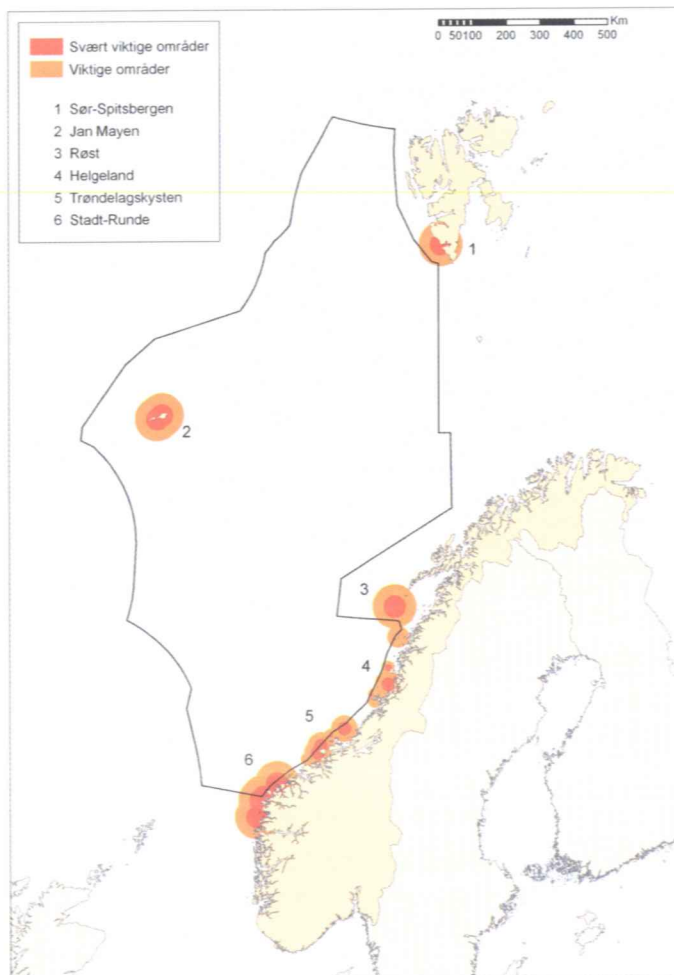 Svært viktige områder
Viktige områder
1 Sør-Spitsbergen
2 Jan Mayen
3 Røst
4 Helgeland
5 Trøndelagskysten
6 Stadt-Runde
Km
0 50100 200 300 400 500
1
2
3
4
5
6